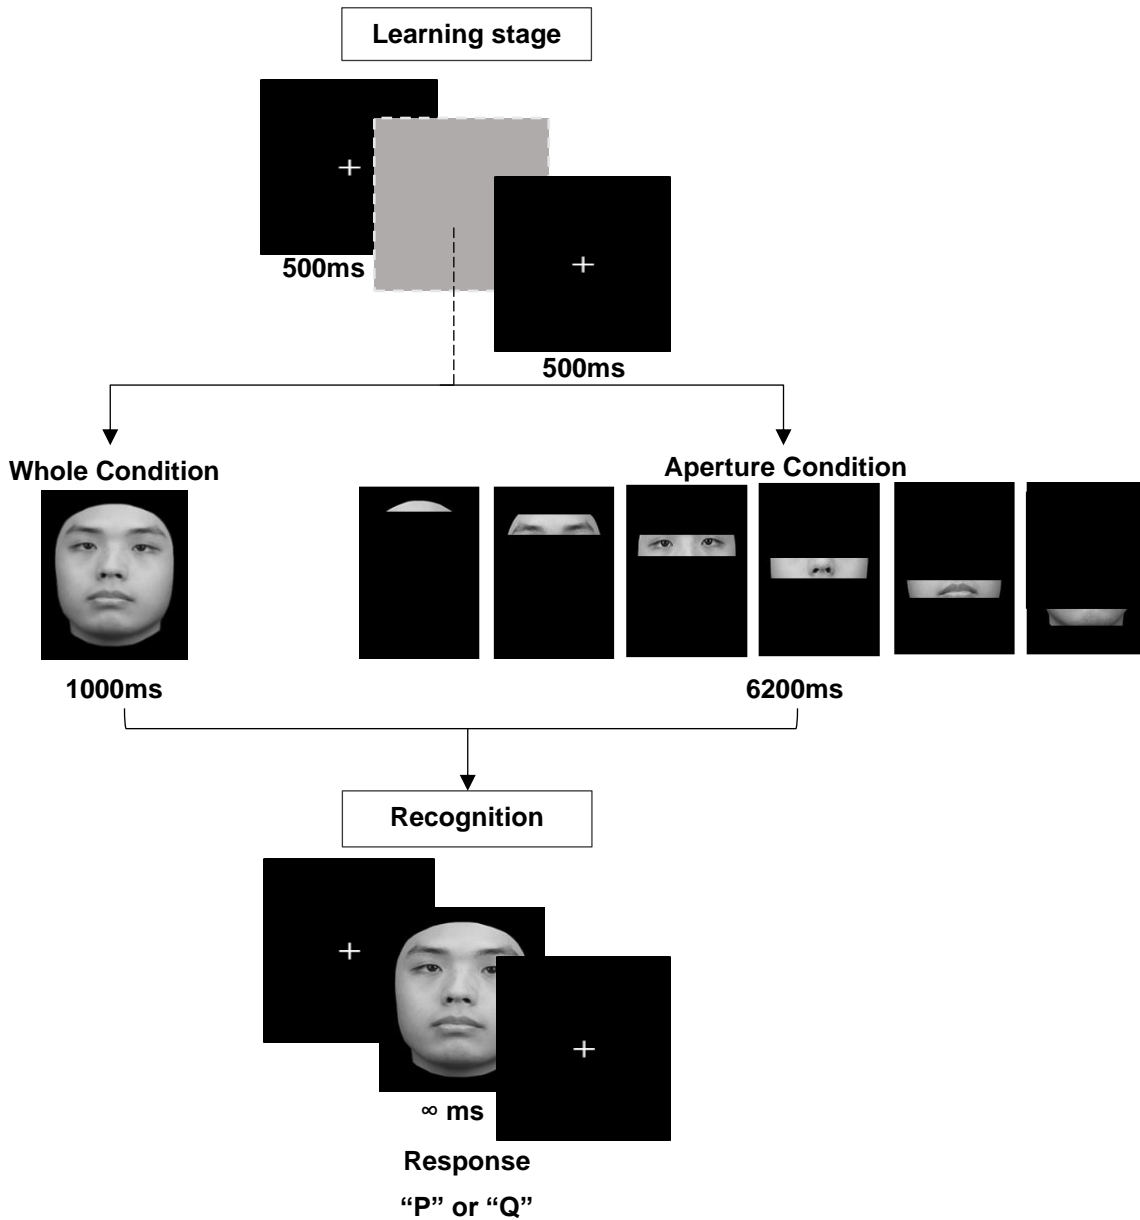 Learning stage
500ms
500ms
Whole Condition
Aperture Condition
1000ms
6200ms
Recognition
∞ ms
Response
“P” or “Q”